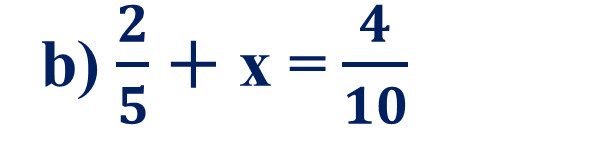 b) 2/5 + x = 4/10